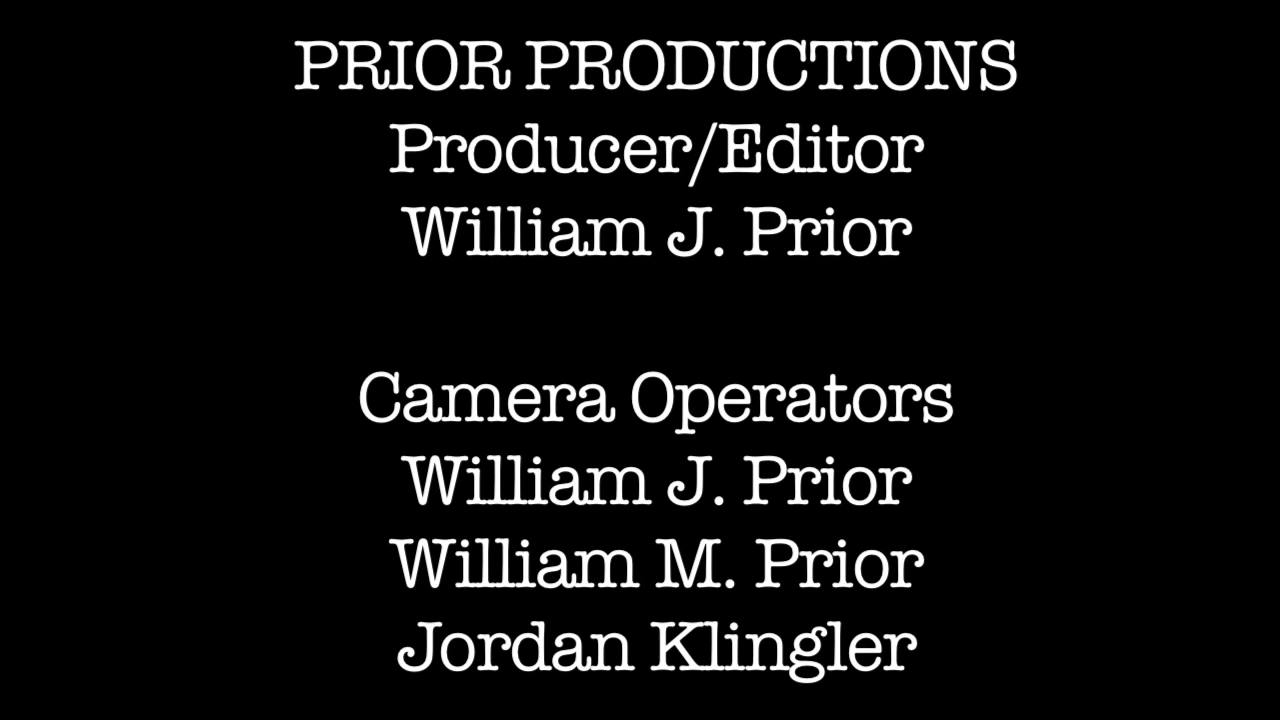 PRIOR PRODUCTIONS
Producer/Editor
William J. Prior
Camera Operators
William J. Prior
William M. Prior
Jordan Klingler